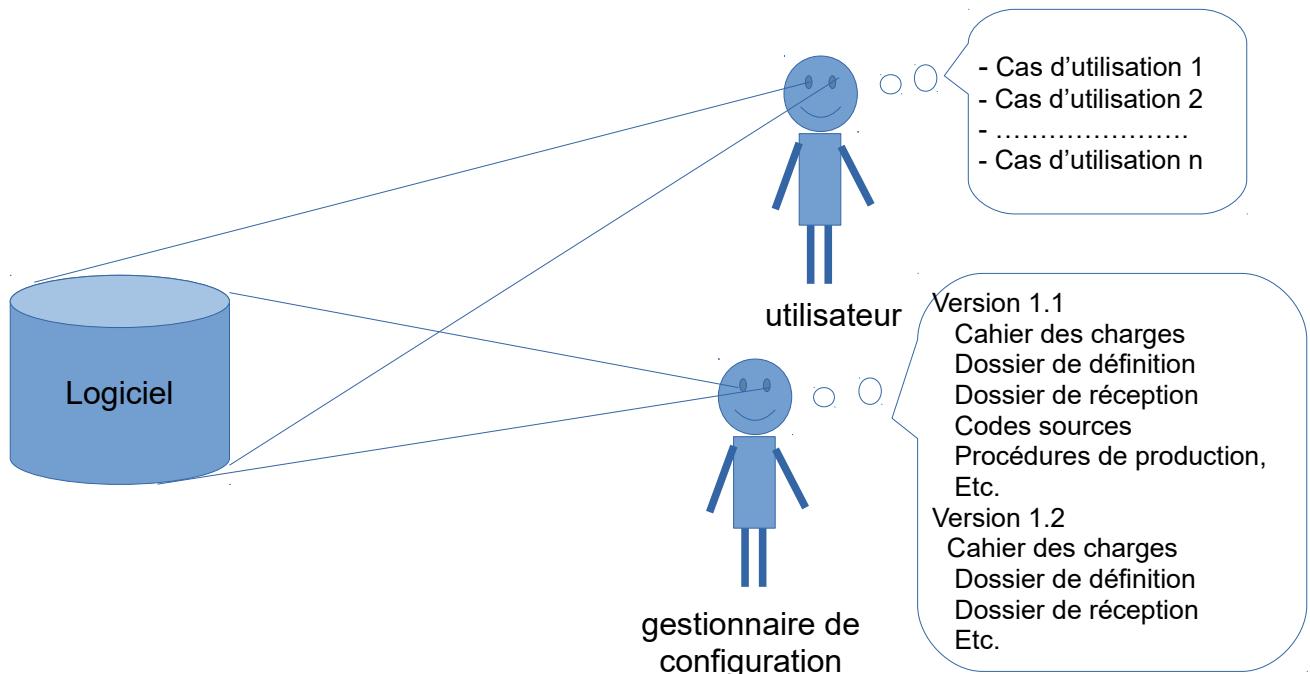 - Cas d’utilisation 1
- Cas d’utilisation 2
- ………………….
- Cas d’utilisation n
utilisateur
Logiciel
Version 1.1
Cahier des charges
Dossier de définition
Dossier de réception
Codes sources
Procédures de production,
Etc.
Version 1.2
Cahier des charges
Dossier de définition
Dossier de réception
Etc.
gestionnaire de
configuration